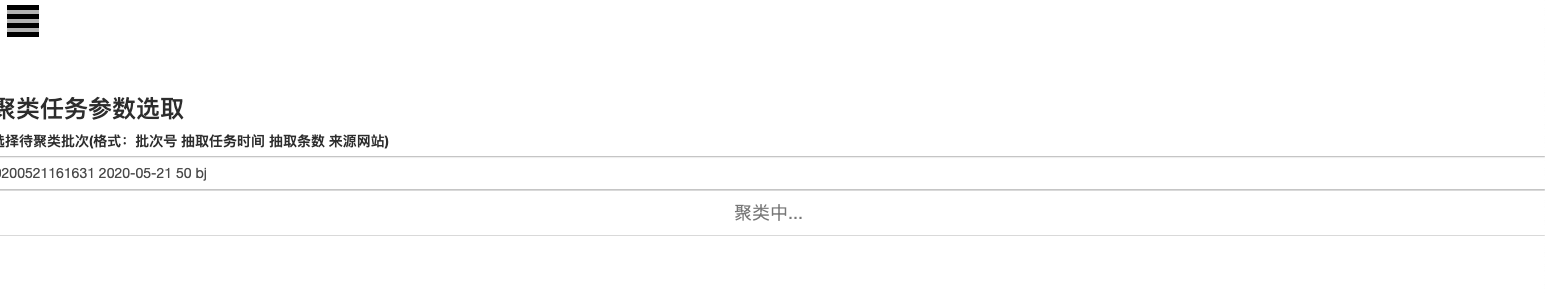 聚类任务参数选取
选择待聚类批次(格式：批次号 抽取任务时间 抽取条数 来源网站)
0200521161631 2020-05-21 50 bj
聚类中...